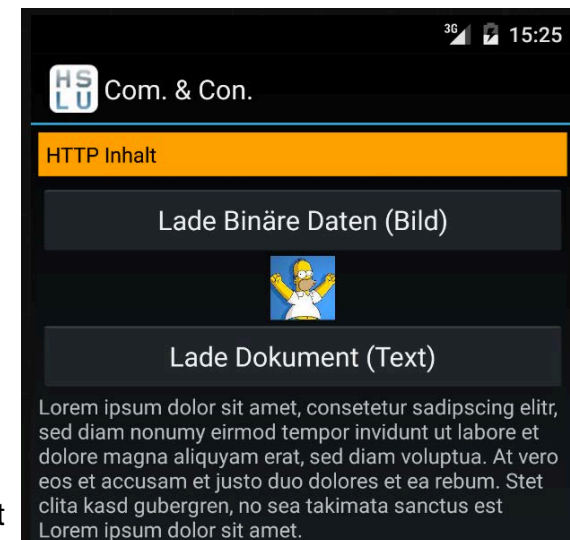 3G 15:25
HS
LU
Com. & Con.
HTTP Inhalt
Lade Binäre Daten (Bild)
Lade Dokument (Text)
Lorem ipsum dolor sit amet, consetetur sadipscing elitr,
sed diam nonumy eirmod tempor invidunt ut labore et
dolore magna aliquyam erat, sed diam voluptua. At vero
eos et accusam et justo duo dolores et ea rebum. Stet
clita kasd gubergren, no sea takimata sanctus est
Lorem ipsum dolor sit amet.
t